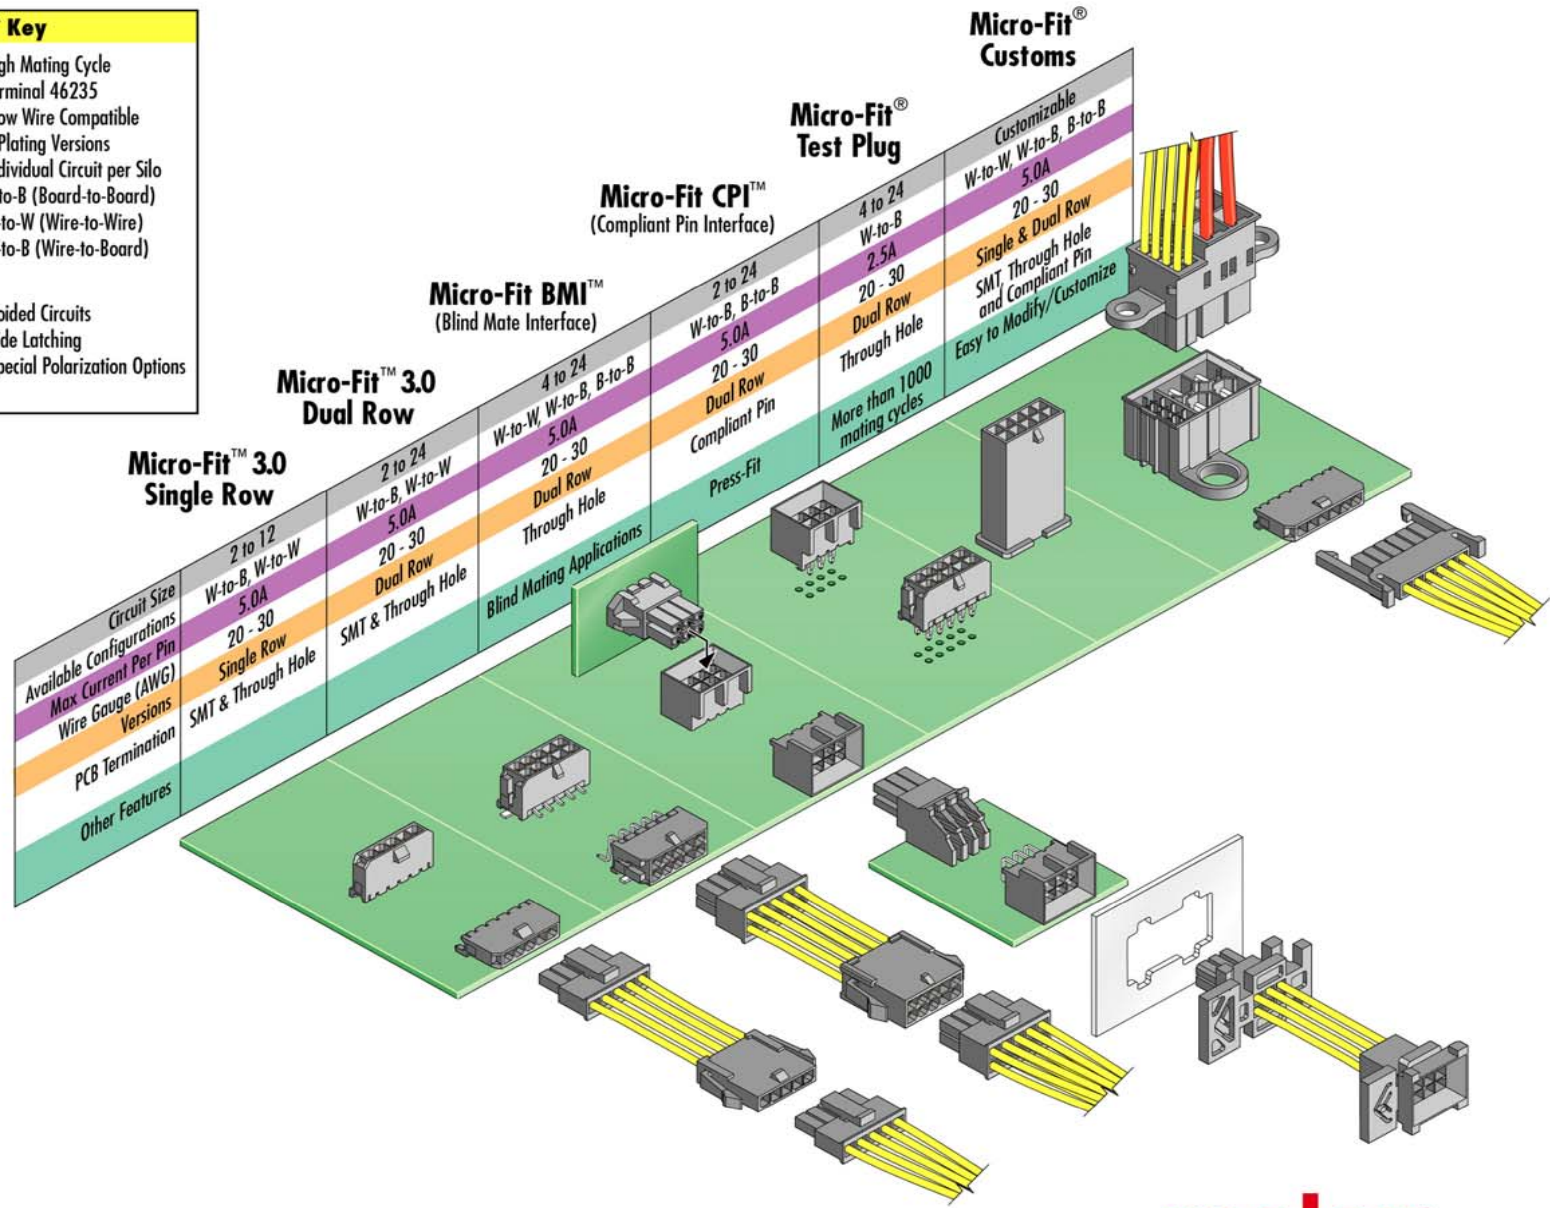 Key
gh Mating Cycle
rminal 46235
ow Wire Compatible
Plating Versions
dividual Circuit per Silo
-to-B (Board-to-Board)
-to-W (Wire-to-Wire)
-to-B (Wire-to-Board)
oided Circuits
de Latching
pecial Polarization Options
Micro-Fit™ 3.0
Single Row
Micro-Fit™ 3.0
Dual Row
Micro-Fit BMI™
(Blind Mate Interface)
Micro-Fit CPI™
(Compliant Pin Interface)
Micro-Fit®
Test Plug
Micro-Fit®
Customs
Circuit Size
Available Configurations
Max Current Per Pin
Wire Gauge (AWG)
Versions
PCB Termination
Other Features
2 to 12
W-to-B, W-to-W
5.0A
20 - 30
Single Row
SMT & Through Hole
2 to 24
W-to-B, W-to-W
5.0A
20 - 30
Dual Row
SMT & Through Hole
4 to 24
W-to-W, W-to-B, B-to-B
5.0A
20 - 30
Dual Row
Through Hole
Blind Mating Applications
2 to 24
W-to-B, B-to-B
5.0A
20 - 30
Dual Row
Compliant Pin
Press-Fit
4 to 24
W-to-B
2.5A
20 - 30
Dual Row
Through Hole
More than 1000
mating cycles
Customizable
W-to-W, W-to-B, B-to-B
5.0A
20 - 30
Single & Dual Row
SMT, Through Hole
and Compliant Pin
Easy to Modify/Customize